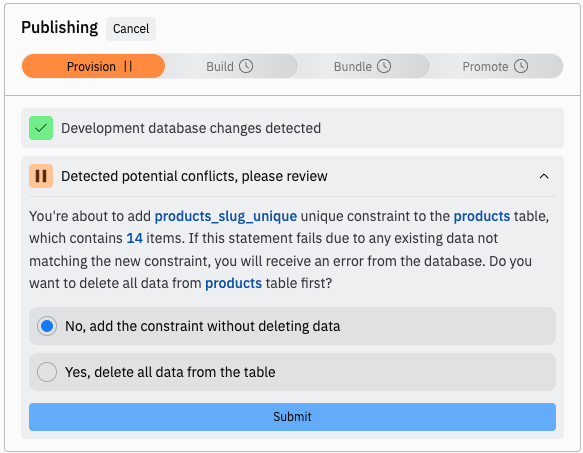 Publishing
Cancel
Provision
Build
Bundle
Promote
Development database changes detected
Detected potential conflicts, please review
You're about to add products_slug_unique unique constraint to the products table,
which contains 14 items. If this statement fails due to any existing data not
matching the new constraint, you will receive an error from the database. Do you
want to delete all data from products table first?
No, add the constraint without deleting data
Yes, delete all data from the table
Submit